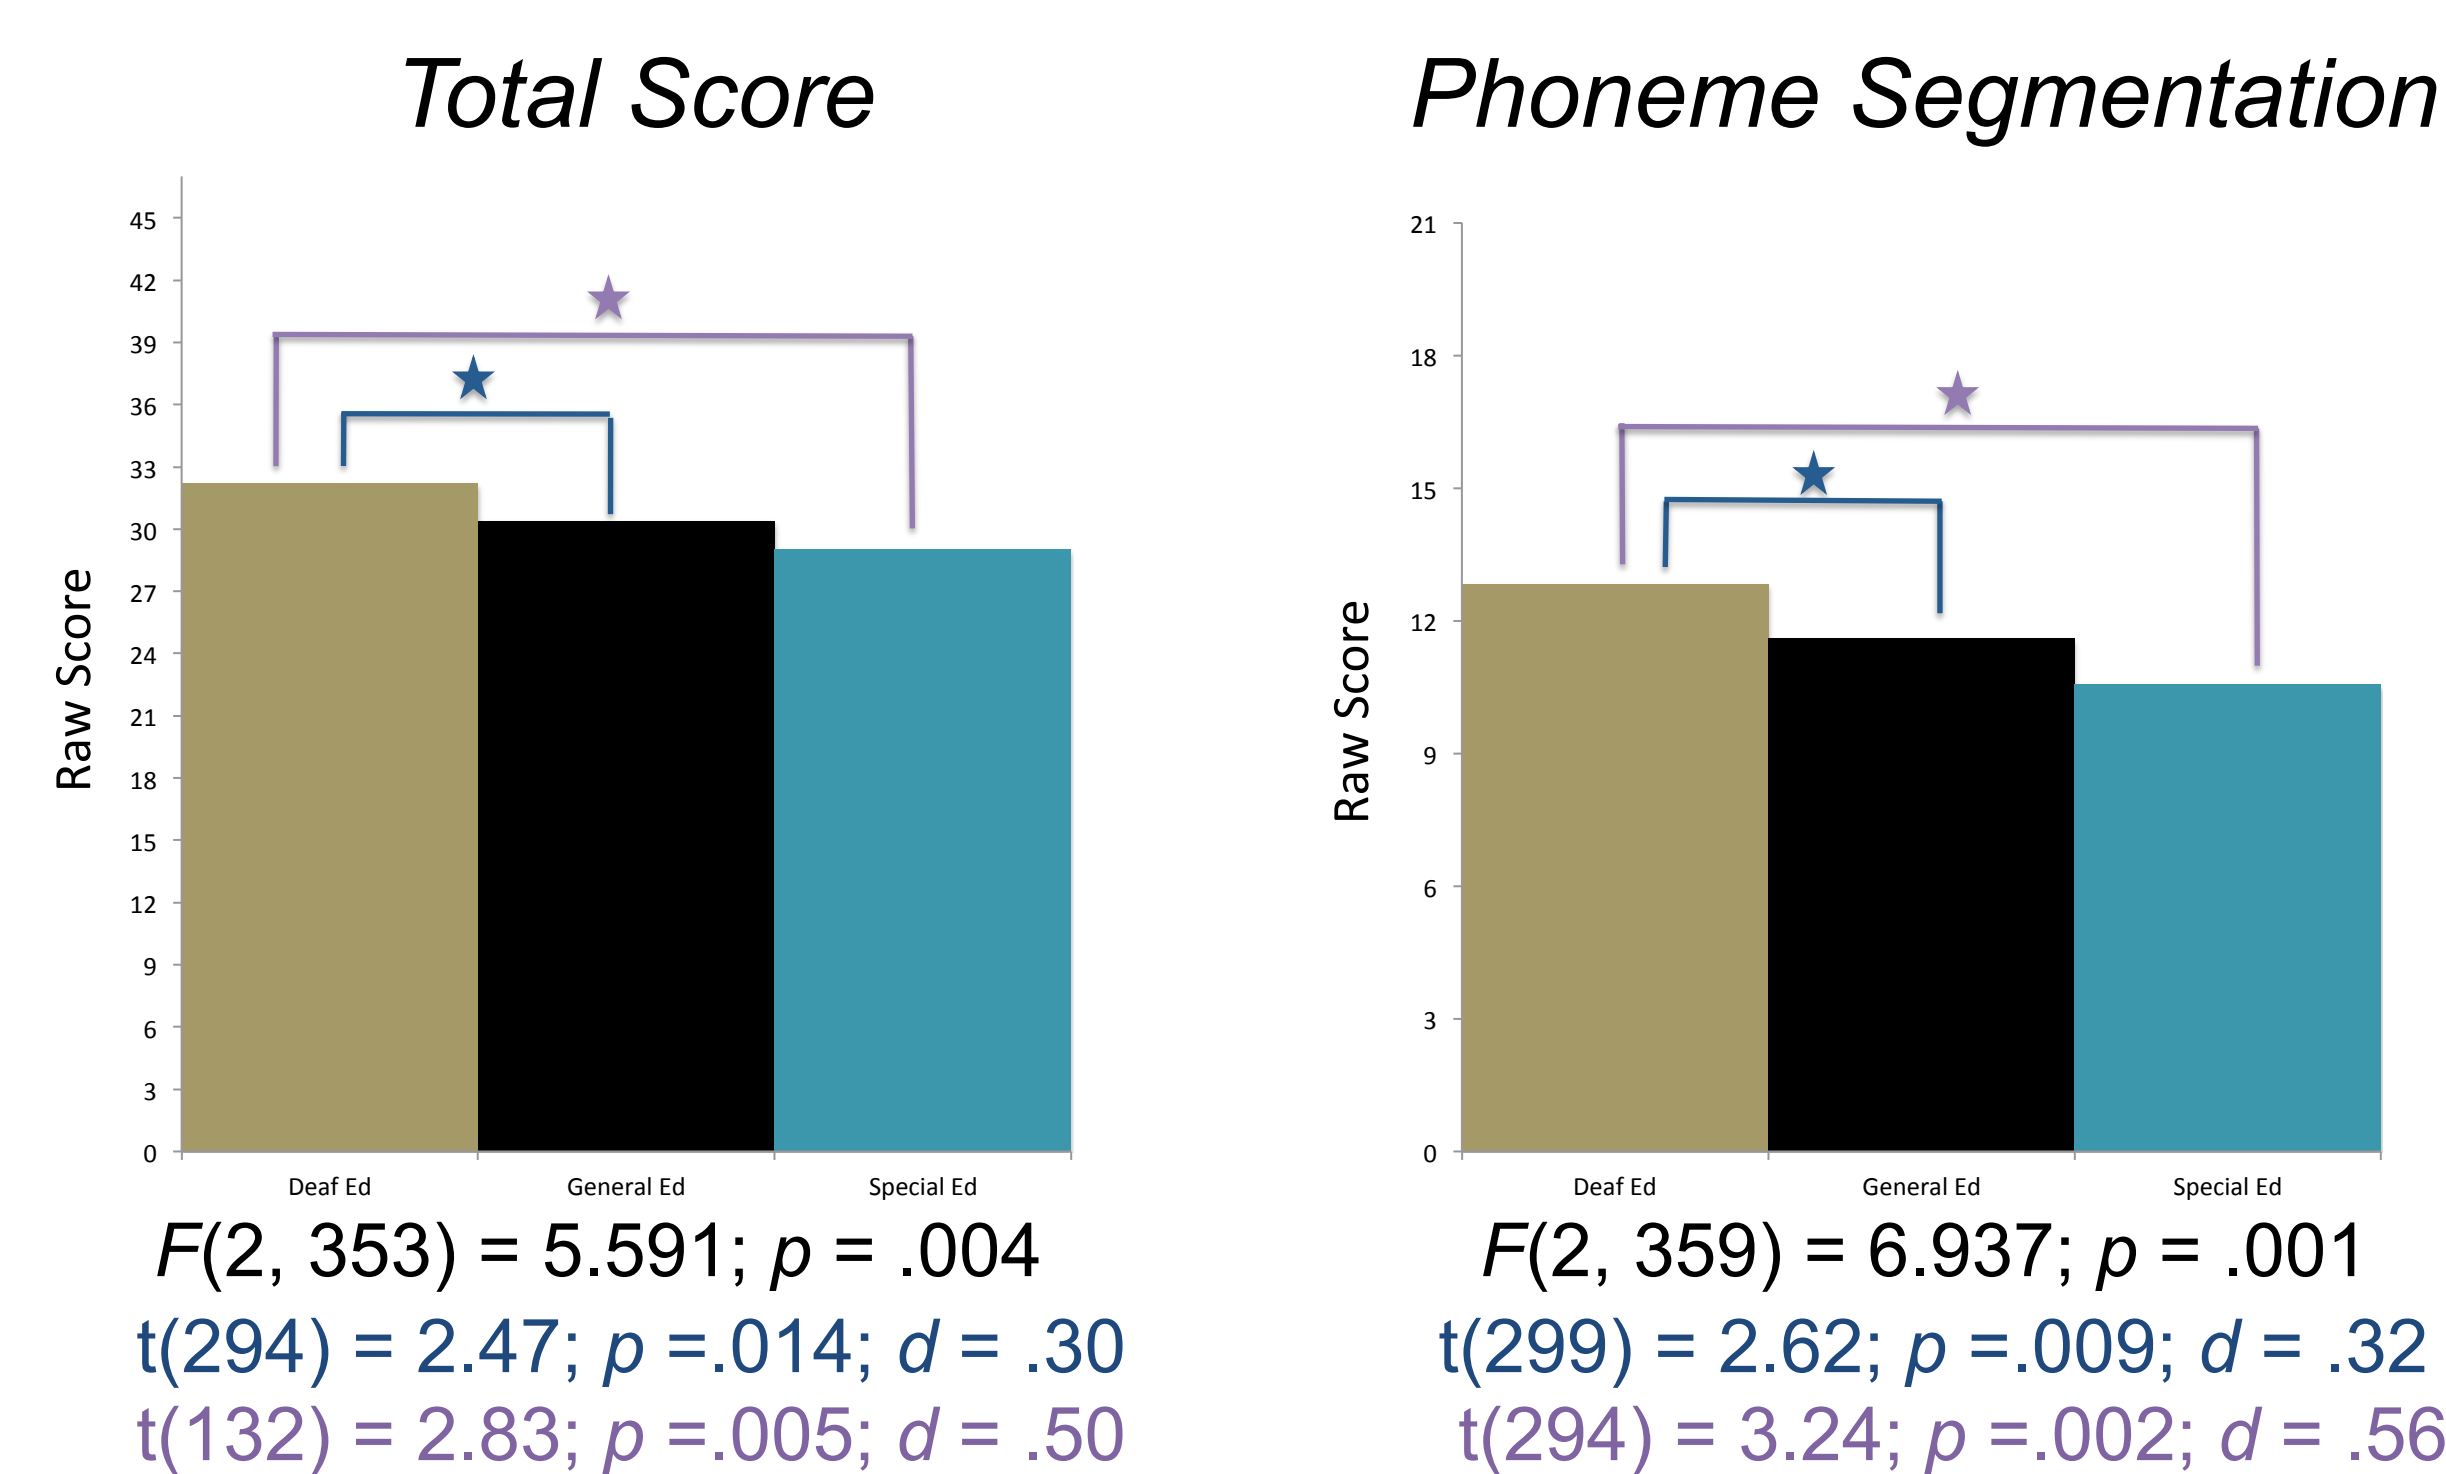 Total Score
Raw Score
45
42
39
36
33
30
27
24
21
18
15
12
9
6
3
0
Deaf Ed General Ed Special Ed
F(2, 353) = 5.591; p = .004
t(294) = 2.47; p =.014; d = .30
t(132) = 2.83; p =.005; d = .50
Phoneme Segmentation
Raw Score
21
18
15
12
9
6
3
0
Deaf Ed General Ed Special Ed
F(2, 359) = 6.937; p = .001
t(299) = 2.62; p =.009; d = .32
t(294) = 3.24; p =.002; d = .56